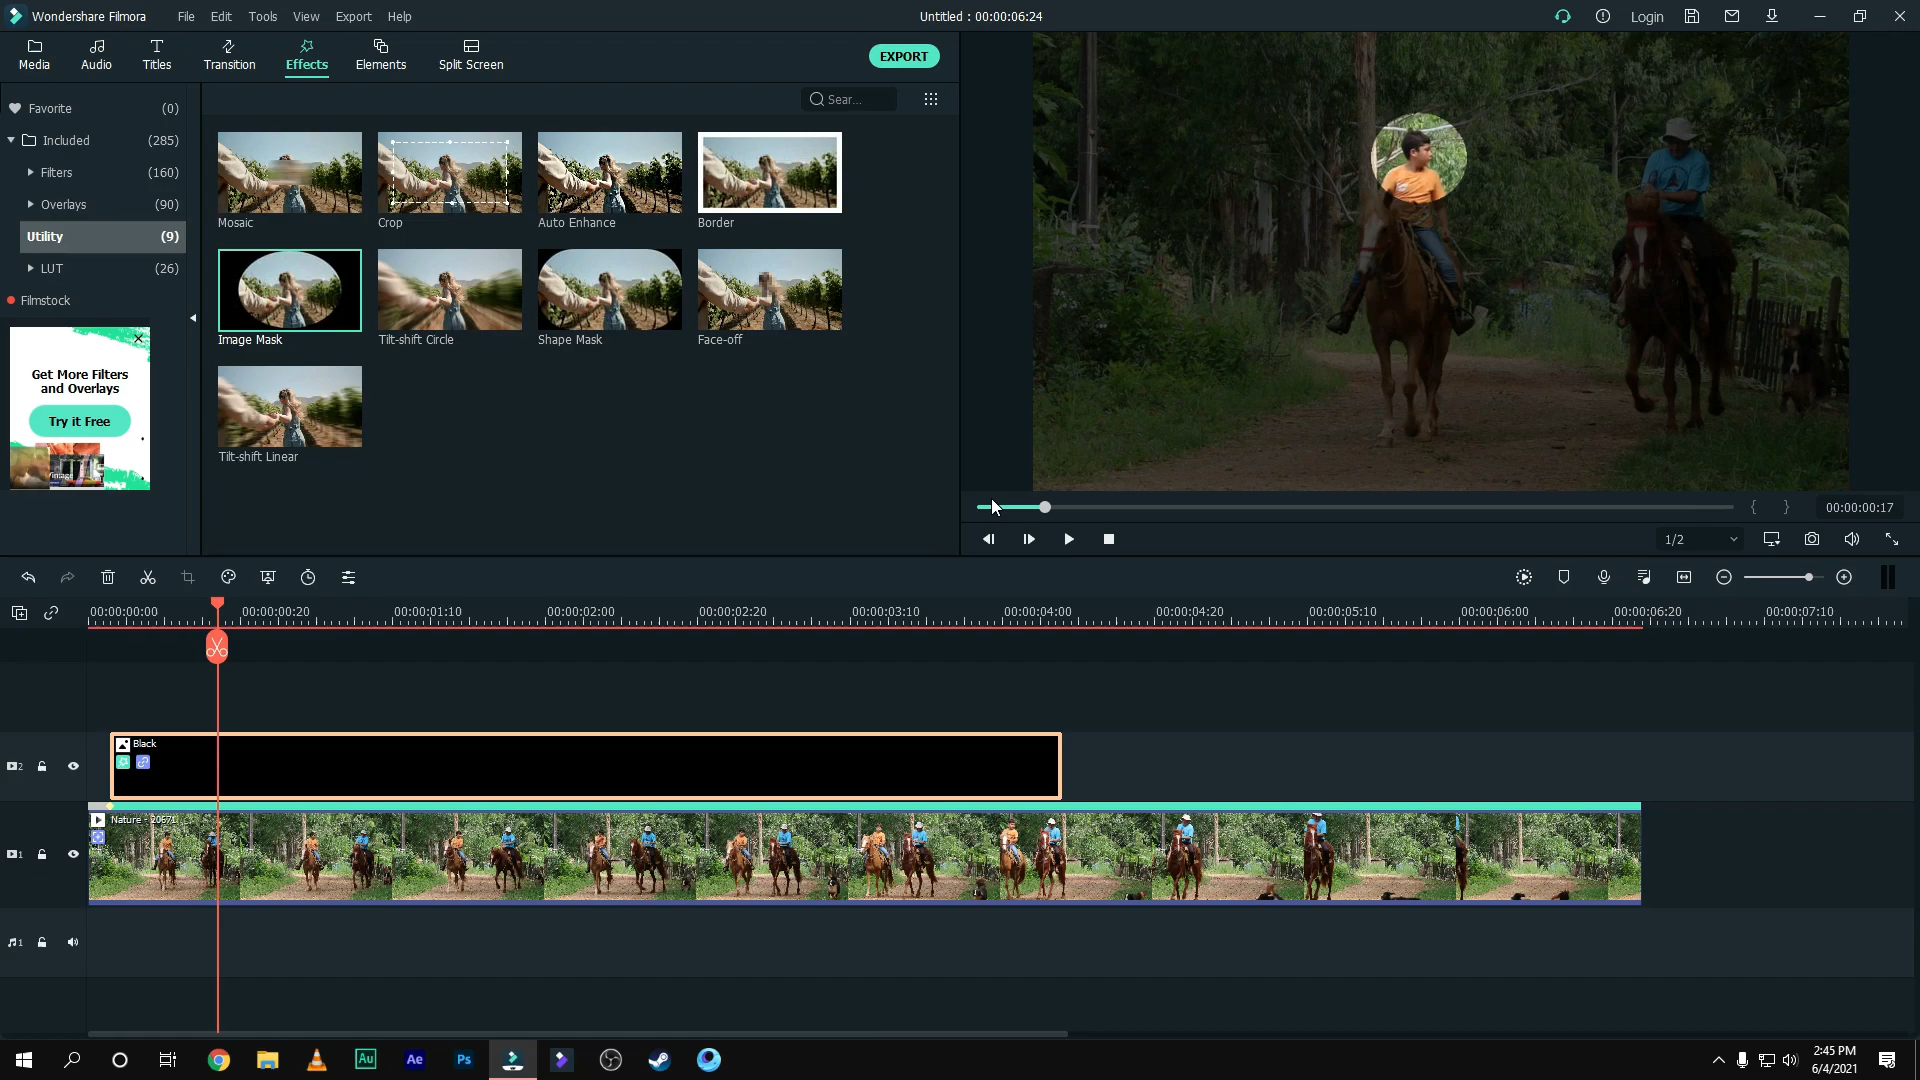 Wondershare Filmora
File
Edit
Tools
View
Export
Help
Untitled : 00:00:06:24
Login
Media
Audio
Titles
Transition
Effects
Elements
Split Screen
EXPORT
Favorite (0)
Included (285)
Filters (160)
Overlays (90)
Utility (9)
LUT (26)
Filmstock
Sear...
Mosaic
Crop
Auto Enhance
Border
Image Mask
Tilt-shift Circle
Shape Mask
Face-off
Tilt-shift Linear
Get More Filters
and Overlays
Try it Free
{ }
00:00:00:17
1/2
00:00:00:00
00:00:00:20
00:00:01:10
00:00:02:00
00:00:02:20
00:00:03:10
00:00:04:00
00:00:04:20
00:00:05:10
00:00:06:00
00:00:06:20
00:00:07:10
Black
2
Nature - 20571
1
1
Au
Ae
Ps
2:45 PM
6/4/2021